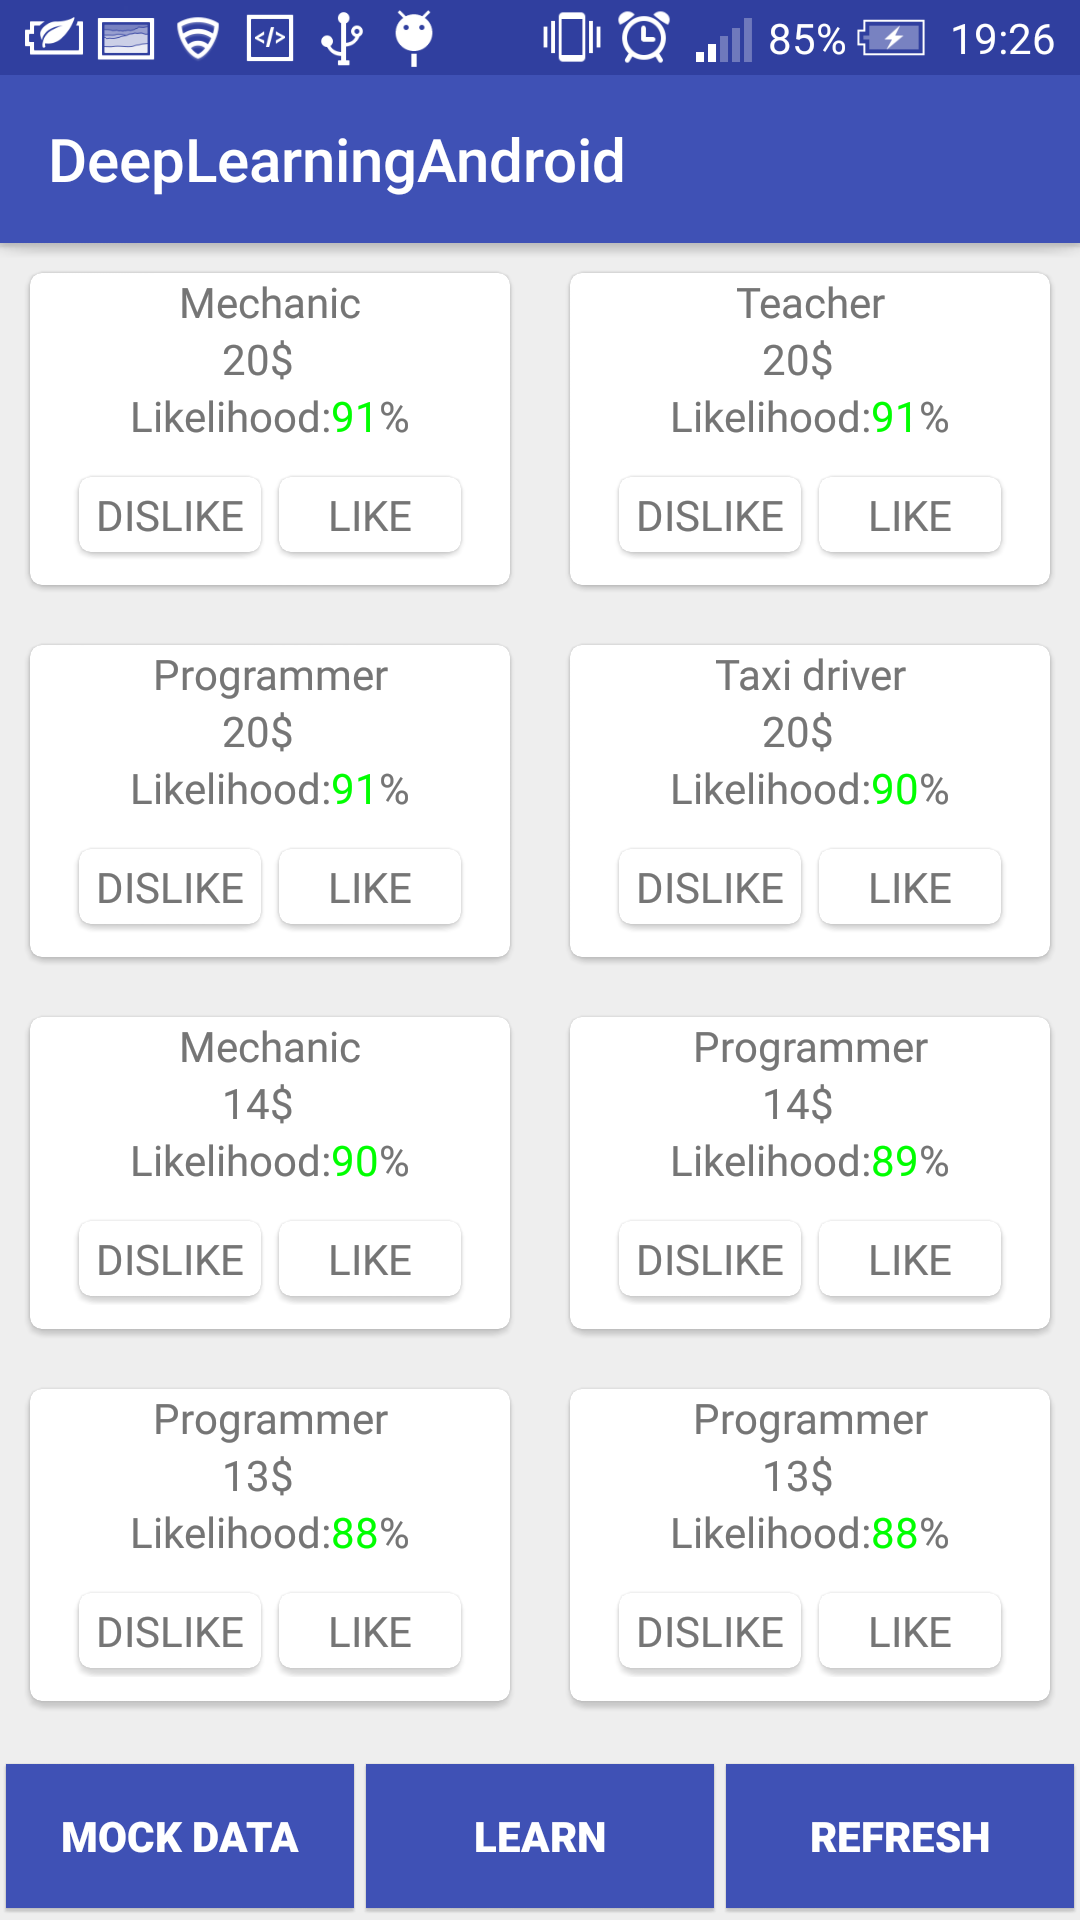 85% 19:26
DeepLearningAndroid
Mechanic
20$
Likelihood:91%
DISLIKE LIKE
Teacher
20$
Likelihood:91%
DISLIKE LIKE
Programmer
20$
Likelihood:91%
DISLIKE LIKE
Taxi driver
20$
Likelihood:90%
DISLIKE LIKE
Mechanic
14$
Likelihood:90%
DISLIKE LIKE
Programmer
14$
Likelihood:89%
DISLIKE LIKE
Programmer
13$
Likelihood:88%
DISLIKE LIKE
Programmer
13$
Likelihood:88%
DISLIKE LIKE
MOCK DATA LEARN REFRESH